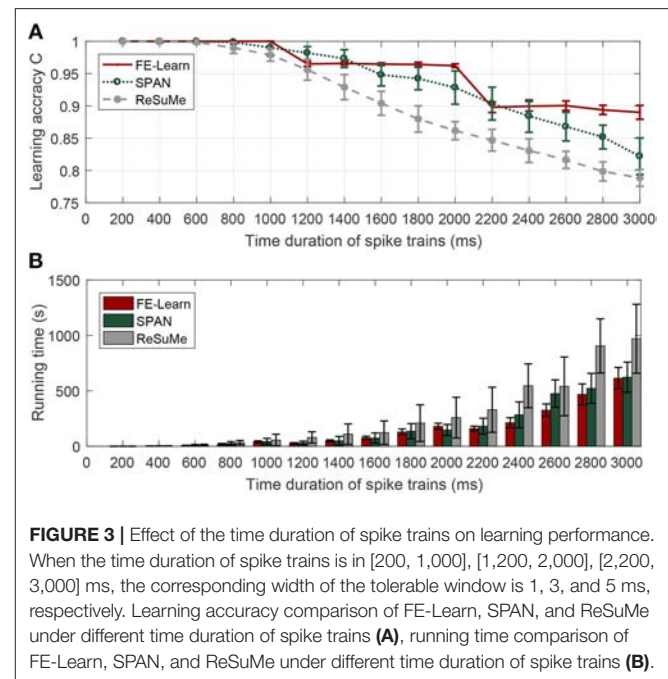 A
Learning accracy C
1
0.95
0.9
0.85
0.8
0.75
FE-Learn
SPAN
ReSuMe
0 200 400 600 800 1000 1200 1400 1600 1800 2000 2200 2400 2600 2800 3000
Time duration of spike trains (ms)
B
Running time (s)
1500
1000
500
0
FE-Learn
SPAN
ReSuMe
0 200 400 600 800 1000 1200 1400 1600 1800 2000 2200 2400 2600 2800 3000
Time duration of spike trains (ms)
FIGURE 3 | Effect of the time duration of spike trains on learning performance.
When the time duration of spike trains is in [200, 1,000], [1,200, 2,000], [2,200,
3,000] ms, the corresponding width of the tolerable window is 1, 3, and 5 ms,
respectively. Learning accuracy comparison of FE-Learn, SPAN, and ReSuMe
under different time duration of spike trains (A), running time comparison of
FE-Learn, SPAN, and ReSuMe under different time duration of spike trains (B).